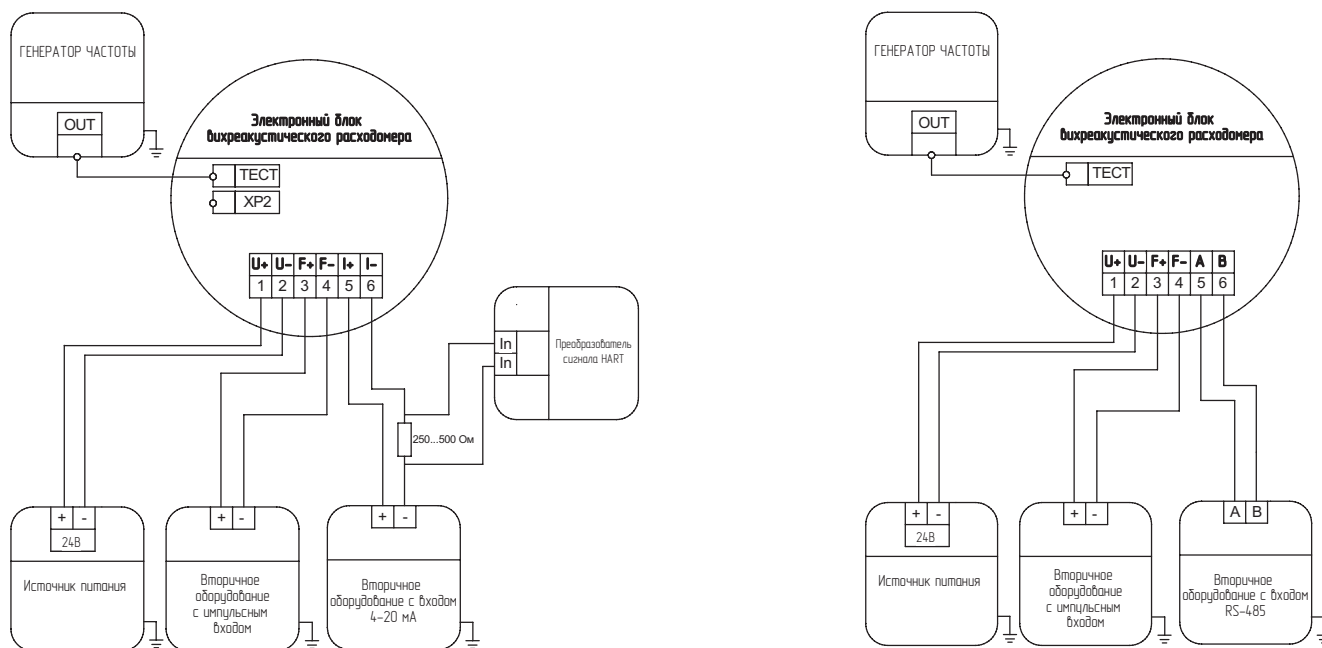 ГЕНЕРАТОР ЧАСТОТЫ
OUT
Электронный блок
вихреакустического расходомера
ТЕСТ
XP2
U+ U- F+ F- I+ I-
1 2 3 4 5 6
In
In
Преобразователь
сигнала HART
250...500 Ом
+ -
24В
Источник питания
+ -
Вторичное
оборудование
с импульсным
входом
+ -
Вторичное
оборудование с входом
4-20 мА
ГЕНЕРАТОР ЧАСТОТЫ
OUT
Электронный блок
вихреакустического расходомера
ТЕСТ
U+ U- F+ F- A B
1 2 3 4 5 6
+ -
24В
Источник питания
+ -
Вторичное
оборудование
с импульсным
входом
A B
Вторичное
оборудование с входом
RS-485